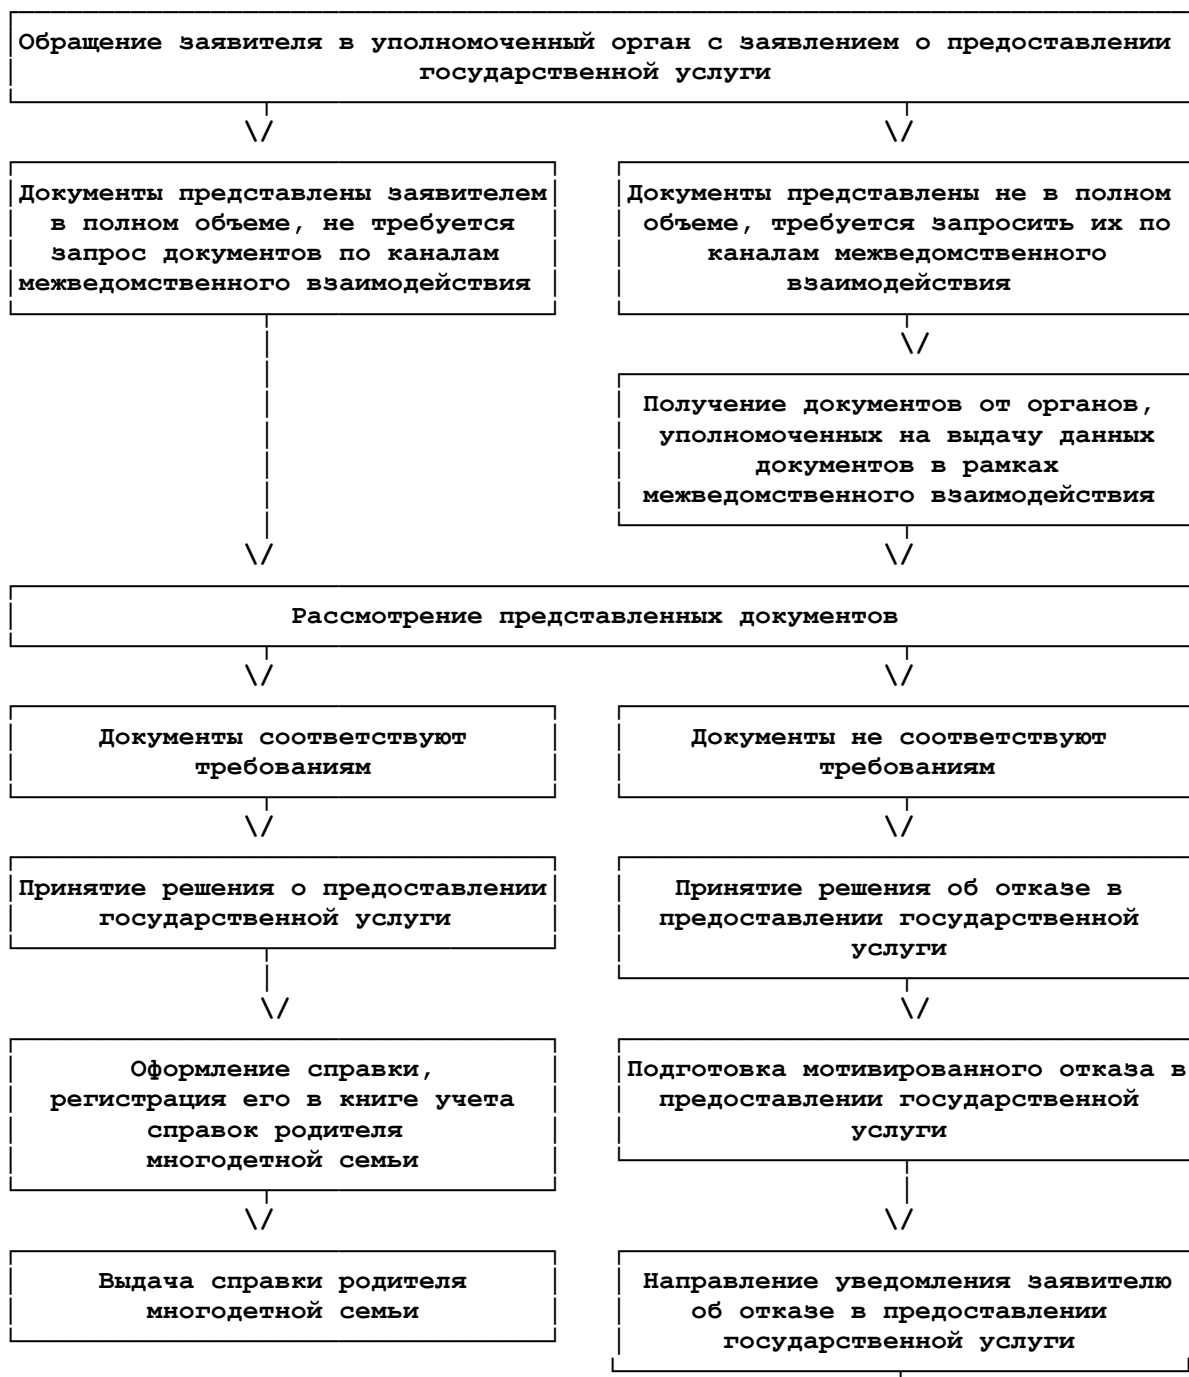 Обращение заявителя в уполномоченный орган с заявлением о предоставлении
государственной услуги
Документы представлены заявителем
в полном объеме, не требуется
запрос документов по каналам
межведомственного взаимодействия
Документы представлены не в полном
объеме, требуется запросить их по
каналам межведомственного
взаимодействия
Получение документов от органов,
уполномоченных на выдачу данных
документов в рамках
межведомственного взаимодействия
Рассмотрение представленных документов
Документы соответствуют
требованиям
Документы не соответствуют
требованиям
Принятие решения о предоставлении
государственной услуги
Принятие решения об отказе в
предоставлении государственной
услуги
Оформление справки,
регистрация его в книге учета
справок родителя
многодетной семьи
Подготовка мотивированного отказа в
предоставлении государственной
услуги
Выдача справки родителя
многодетной семьи
Направление уведомления заявителю
об отказе в предоставлении
государственной услуги